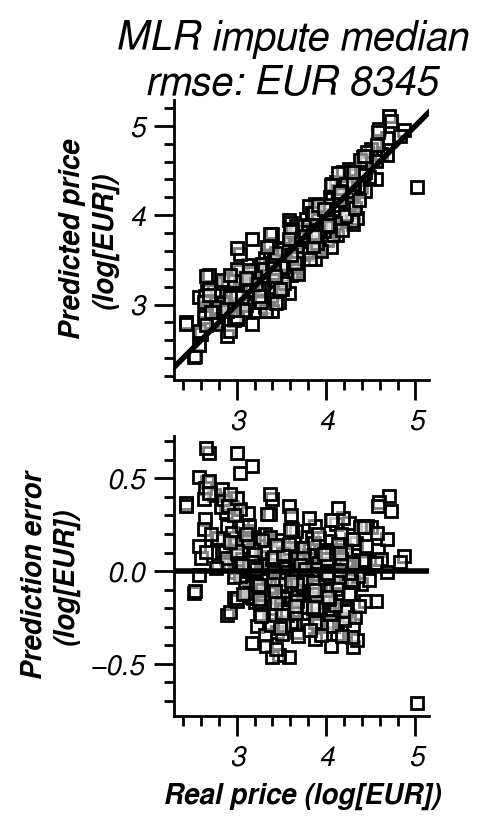 MLR impute median
rmse: EUR 8345
Predicted price
(log[EUR])
5
4
3
3 4 5
Prediction error
(log[EUR])
0.5
0.0
−0.5
3 4 5
Real price (log[EUR])